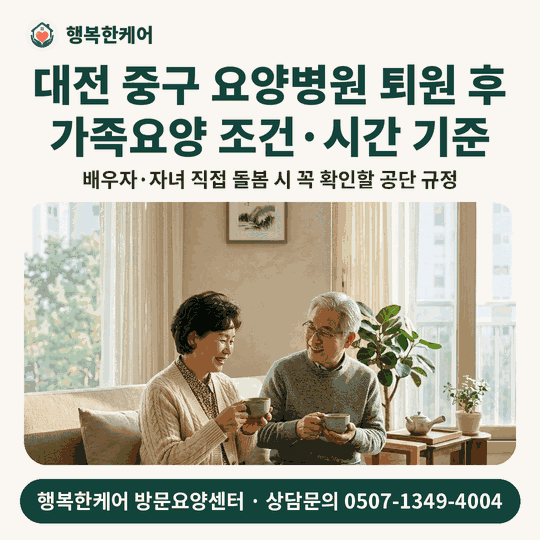 행복한케어
대전 중구 요양병원 퇴원 후
가족요양 조건·시간 기준
배우자·자녀 직접 돌봄 시 꼭 확인할 공단 규정
행복한케어 방문요양센터 · 상담문의 0507-1349-4004